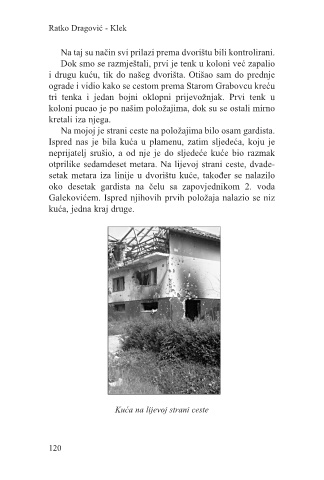 Ratko Dragović - Klek
Na taj su način svi prilazi prema dvorištu bili kontrolirani.
Dok smo se razmještali, prvi je tenk u koloni već zapalio
i drugu kuću, tik do našeg dvorišta. Otišao sam do prednje
ograde i vidio kako se cestom prema Starom Grabovcu kreću
tri tenka i jedan bojni oklopni prijevožnjak. Prvi tenk u
koloni pucao je po našim položajima, dok su se ostali mirno
kretali iza njega.
Na mojoj je strani ceste na položajima bilo osam gardista.
Ispred nas je bila kuća u plamenu, zatim sljedeća, koju je
neprijatelj srušio, a od nje je do sljedeće kuće bio razmak
otprilike sedamdeset metara. Na lijevoj strani ceste, dvade-
setak metara iza linije u dvorištu kuće, također se nalazilo
oko desetak gardista na čelu sa zapovjednikom 2. voda
Galekovićem. Ispred njihovih prvih položaja nalazio se niz
kuća, jedna kraj druge.
Kuća na lijevoj strani ceste
120